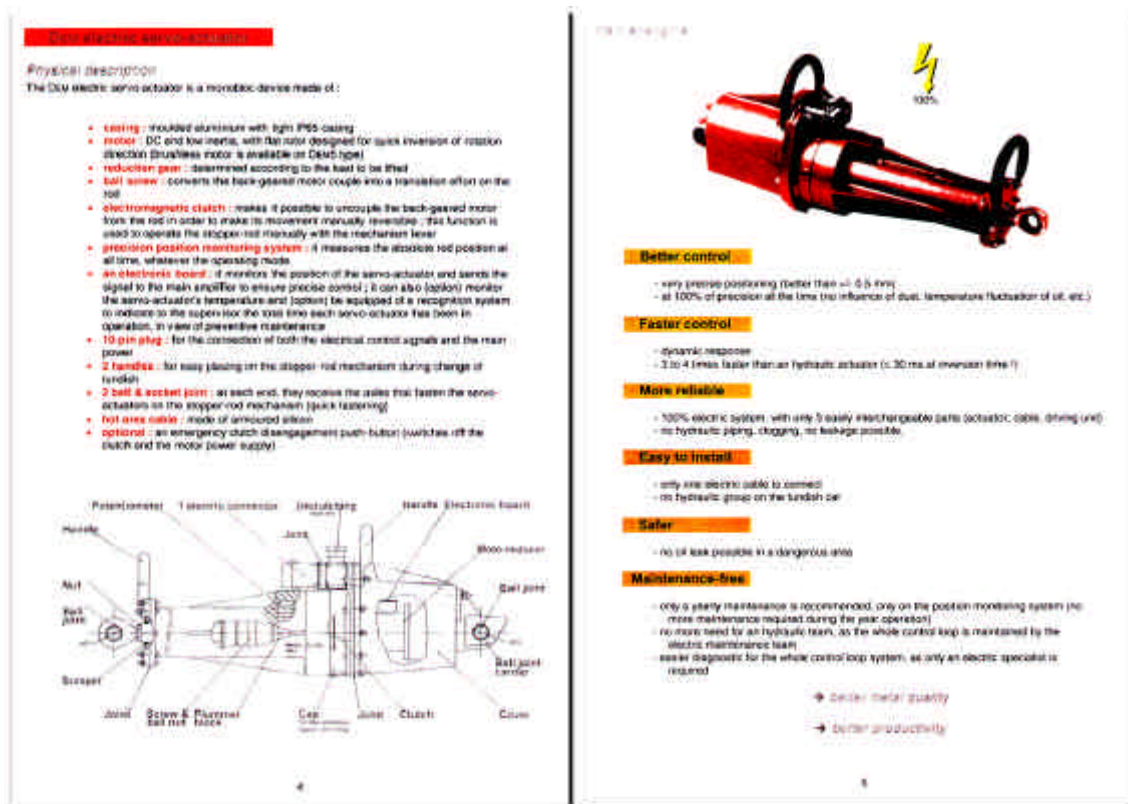 Dem electric servo-actuator
Physical description
The DEM electric servo actuator is a monobloc device made of :
• casing : moulded aluminium with tight IP65 casing
• motor : DC and low inertia, with flat rotor designed for quick inversion of rotation
direction (brushless motor is available on DEMS type)
• reduction gear : determined according to the load to be lifted
• ball screw : converts the back-geared motor couple into a translation effort on the
rod
• electromagnetic clutch : makes it possible to uncouple the back-geared motor
from the rod in order to make its movement manually reversible ; this function is
used to operate the stopper-rod manually with the mechanism lever
• precision position monitoring system : it measures the absolute rod position at
all time, whatever the operating mode
• an electronic board : it monitors the position of the servo-actuator and sends the
signal to the main amplifier to ensure precise control ; it can also (option) monitor
the servo-actuator's temperature and (option) be equipped of a recognition system
to indicate to the supervisor the total time each servo-actuator has been in
operation, in view of preventive maintenance
• 10 pin plug : for the connection of both the electrical control signals and the main
power
• 2 handles : for easy placing on the stopper-rod mechanism during change of
tundish
• 2 ball & socket joint : at each end, they receive the axles that fasten the servo-
actuators on the stopper-rod mechanism (quick fastening)
• hot area cable : made of armoured silicon
• optional : an emergency clutch disengagement push-button (switches off the
clutch and the motor power supply)
Potentiometer
1 electric connector
Handle
Electronic board
Handle
Joint
Moto-reducer
Nut
Ball joint
Ball joint
Scraper
Ball joint
Joint
Screw & ball nut
Plummer block
Cap
Joint
Clutch
Cover
4
100%
Better control
- very precise positioning (better than +/- 0.5 mm)
- at 100% of precision all the time (no influence of dust, temperature fluctuation of oil, etc.)
Faster control
- dynamic response
- 3 to 4 times faster than an hydraulic actuator (≤ 30 ms of inversion time !)
More reliable
- 100% electric system, with only 3 easily interchangeable parts (actuator, cable, driving unit)
- no hydraulic piping, clogging, no leakage possible,
Easy to install
- only one electric cable to connect
- no hydraulic group on the tundish car
Safer
- no oil leak possible in a dangerous area
Maintenance-free
- only a yearly maintenance is recommended, only on the position monitoring system (no
more maintenance required during the year operation)
- no more need for an hydraulic team, as the whole control loop is maintained by the
electric maintenance team
- easier diagnostic for the whole control loop system, as only an electric specialist is
required
➔ better metal quality
➔ better productivity
5